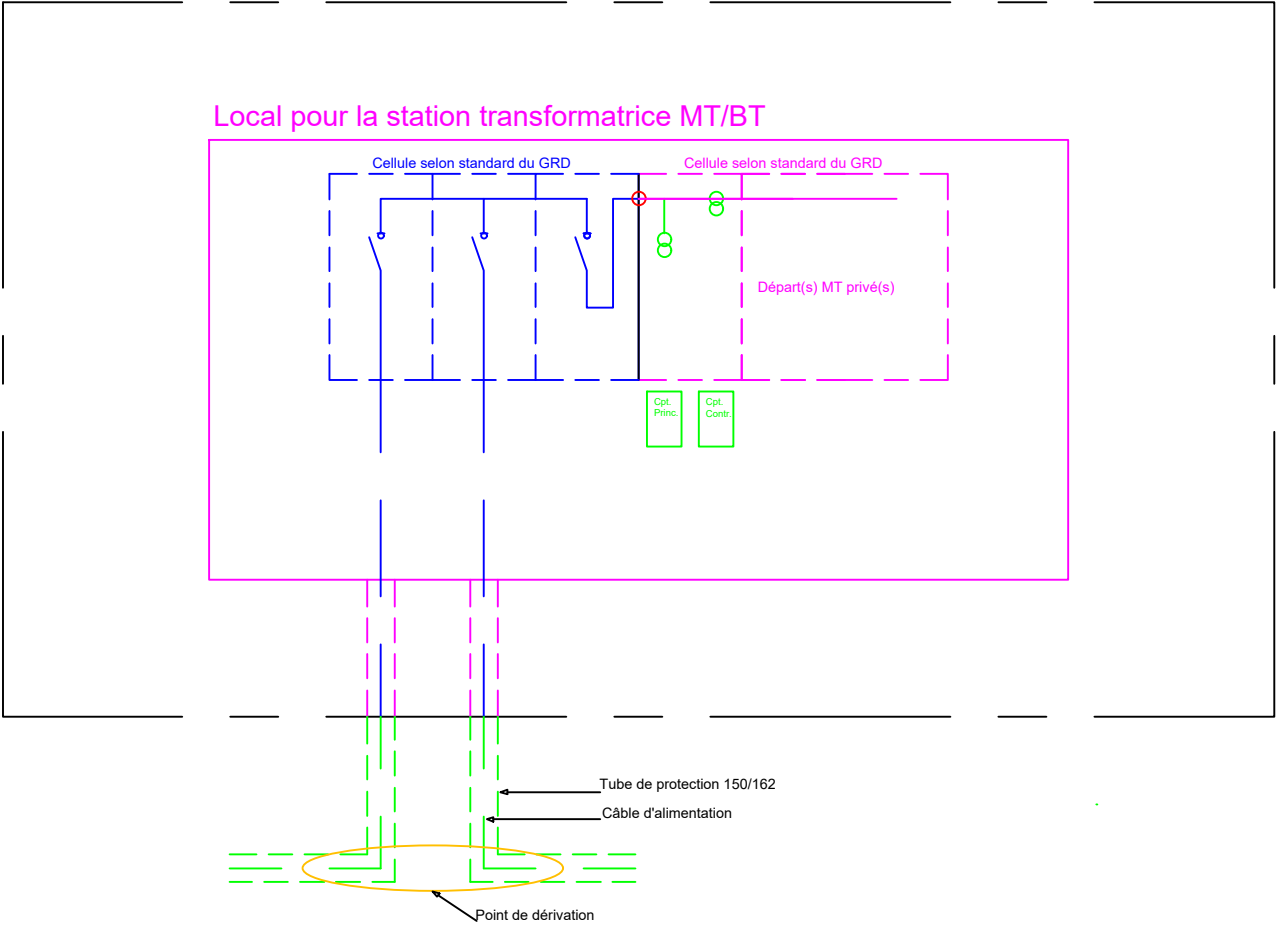 Local pour la station transformatrice MT/BT
Cellule selon standard du GRD
Cellule selon standard du GRD
Départ(s) MT privé(s)
Cpt.
Princ.
Cpt.
Contr.
Tube de protection 150/162
Câble d'alimentation
Point de dérivation